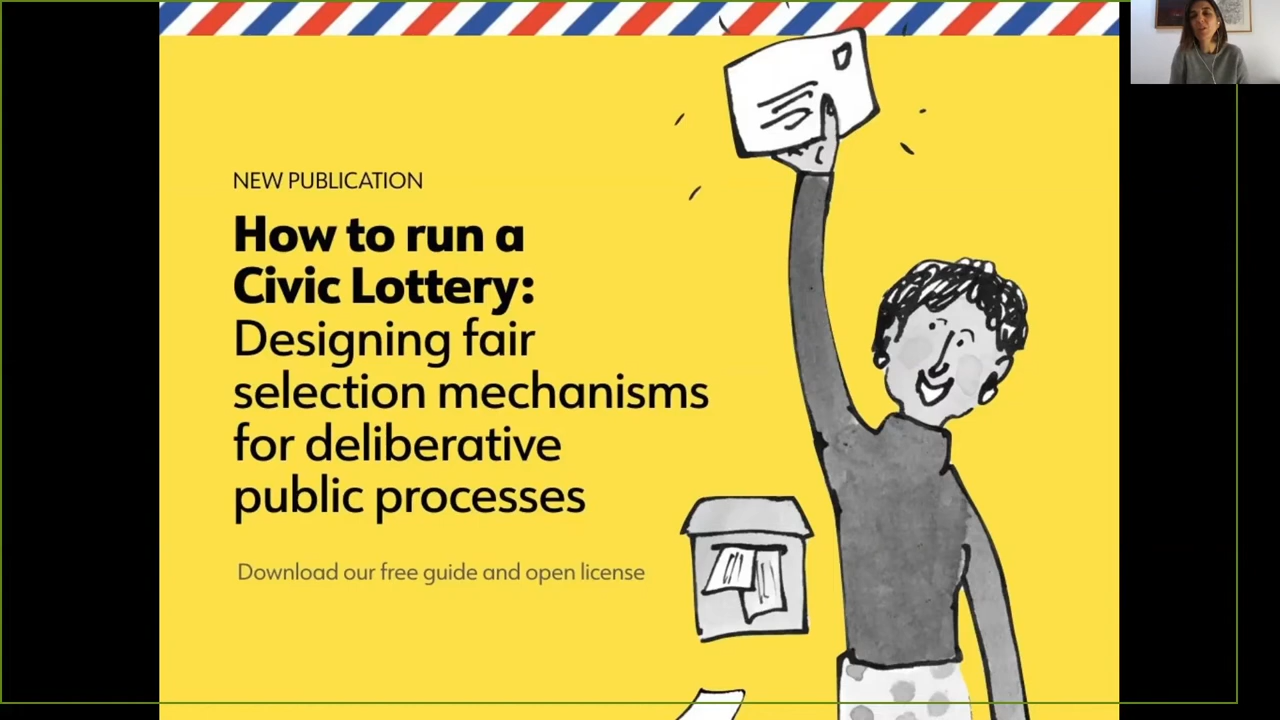 NEW PUBLICATION
How to run a
Civic Lottery:
Designing fair
selection mechanisms
for deliberative
public processes
Download our free guide and open license